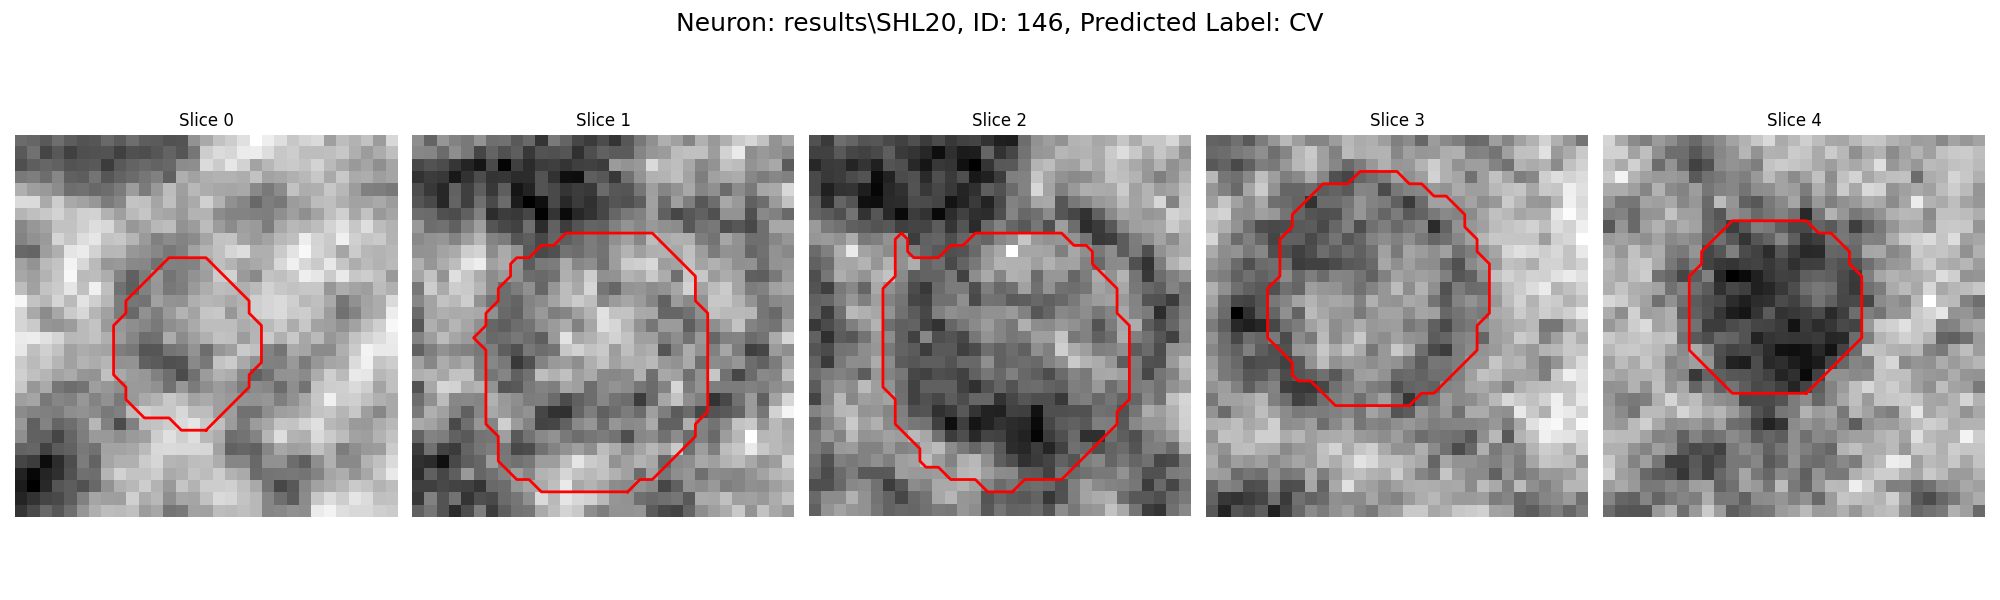 Neuron: results\SHL20, ID: 146, Predicted Label: CV
Slice 0
Slice 1
Slice 2
Slice 3
Slice 4